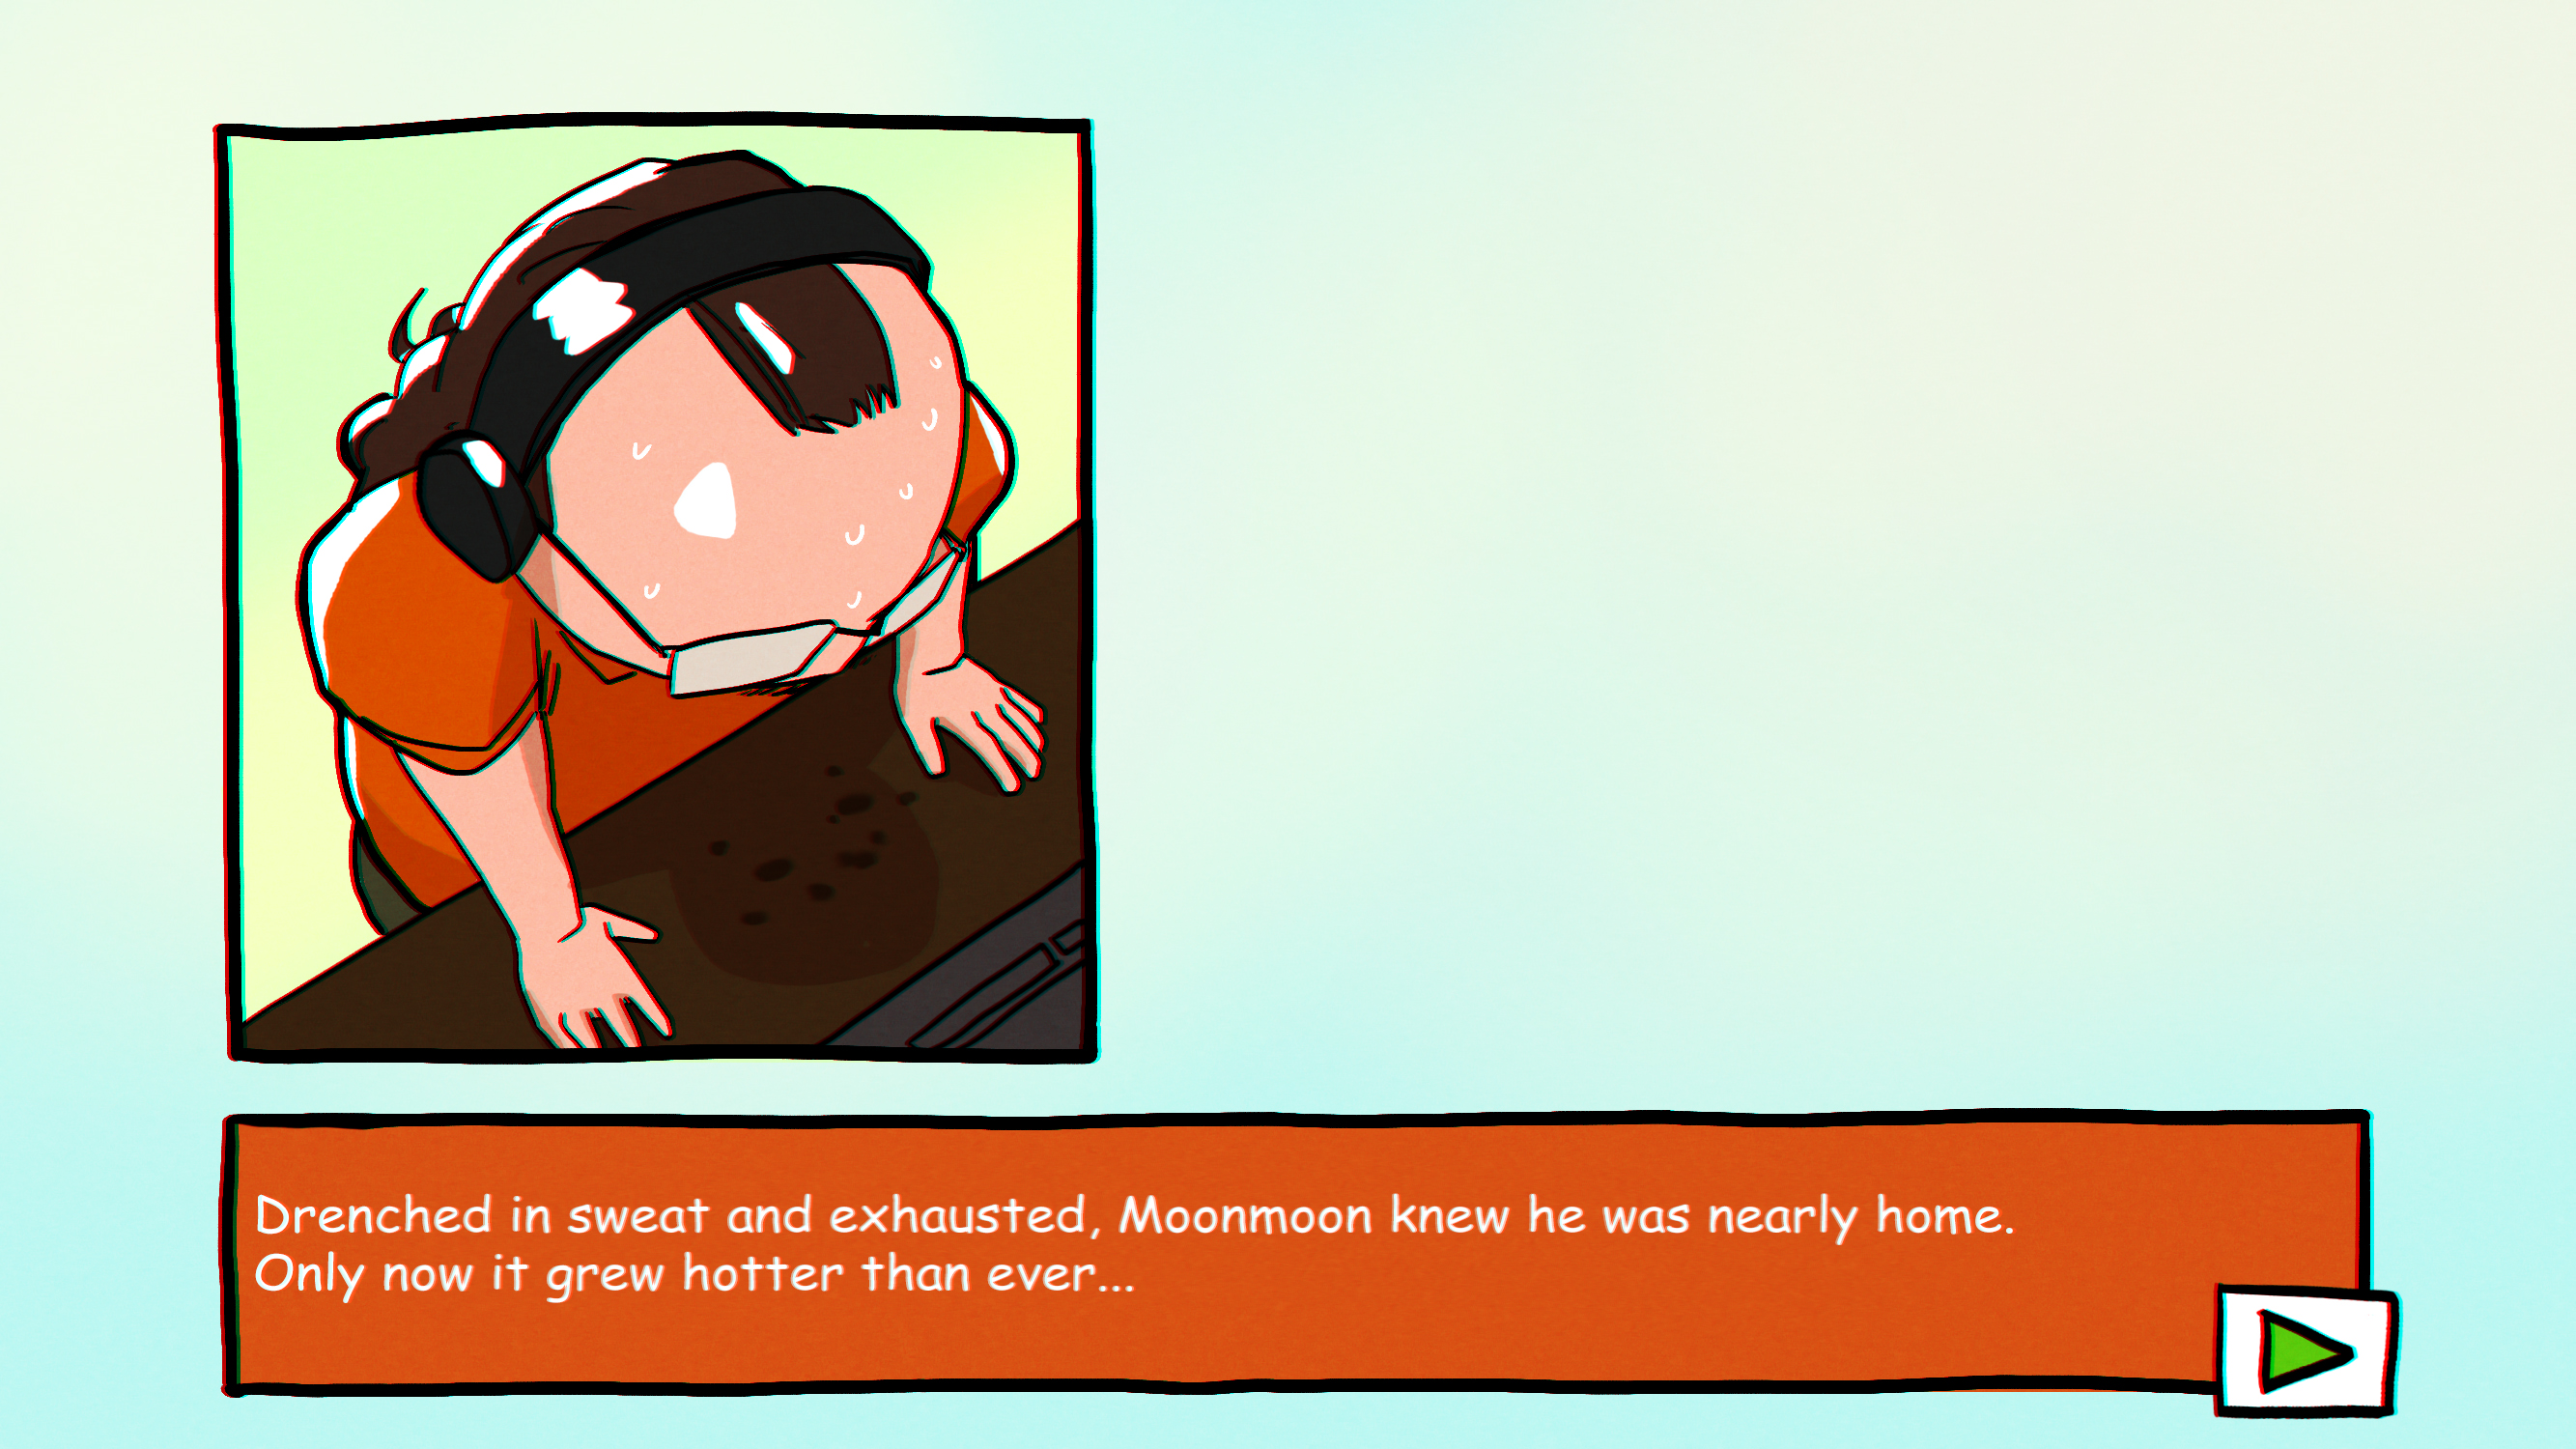 Drenched in sweat and exhausted, Moonmoon knew he was nearly home.
Only now it grew hotter than ever...